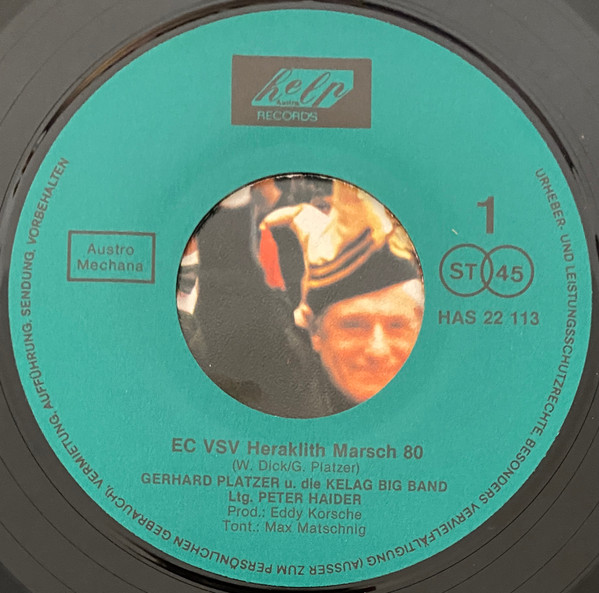 help
Austria
RECORDS
Austro
Mechana
1
ST 45
HAS 22 113
EC VSV Heraklith Marsch 80
(W. Dick/G. Platzer)
GERHARD PLATZER u. die KELAG BIG BAND
Ltg. PETER HAIDER
Prod.: Eddy Korsche
Tont.: Max Matschnig
URHEBER- UND LEISTUNGSSCHUTZRECHTE, BESONDERS VERVIELFÄLTIGUNG (AUSSER ZUM PERSÖNLICHEN GEBRAUCH), VERMIETUNG, AUFFÜHRUNG, SENDUNG, VORBEHALTEN